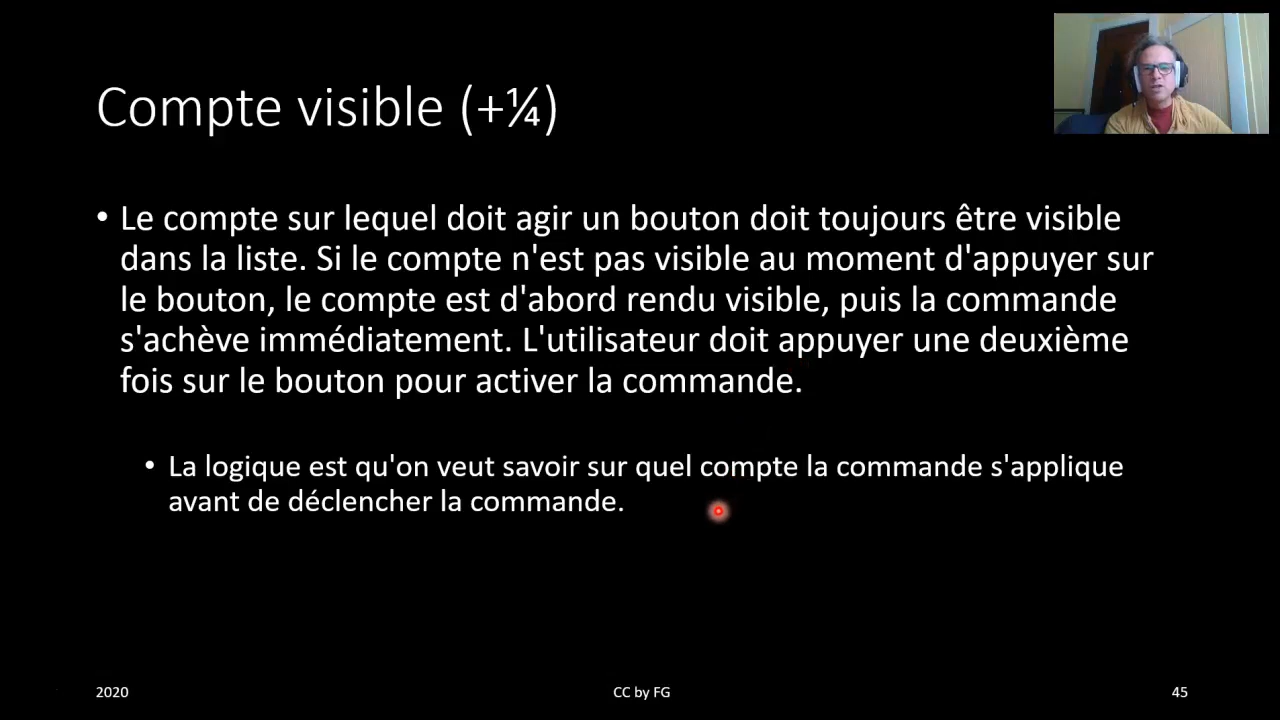 Compte visible (+¼)
• Le compte sur lequel doit agir un bouton doit toujours être visible
dans la liste. Si le compte n'est pas visible au moment d'appuyer sur
le bouton, le compte est d'abord rendu visible, puis la commande
s'achève immédiatement. L'utilisateur doit appuyer une deuxième
fois sur le bouton pour activer la commande.
• La logique est qu'on veut savoir sur quel compte la commande s'applique
avant de déclencher la commande.
2020 CC by FG 45